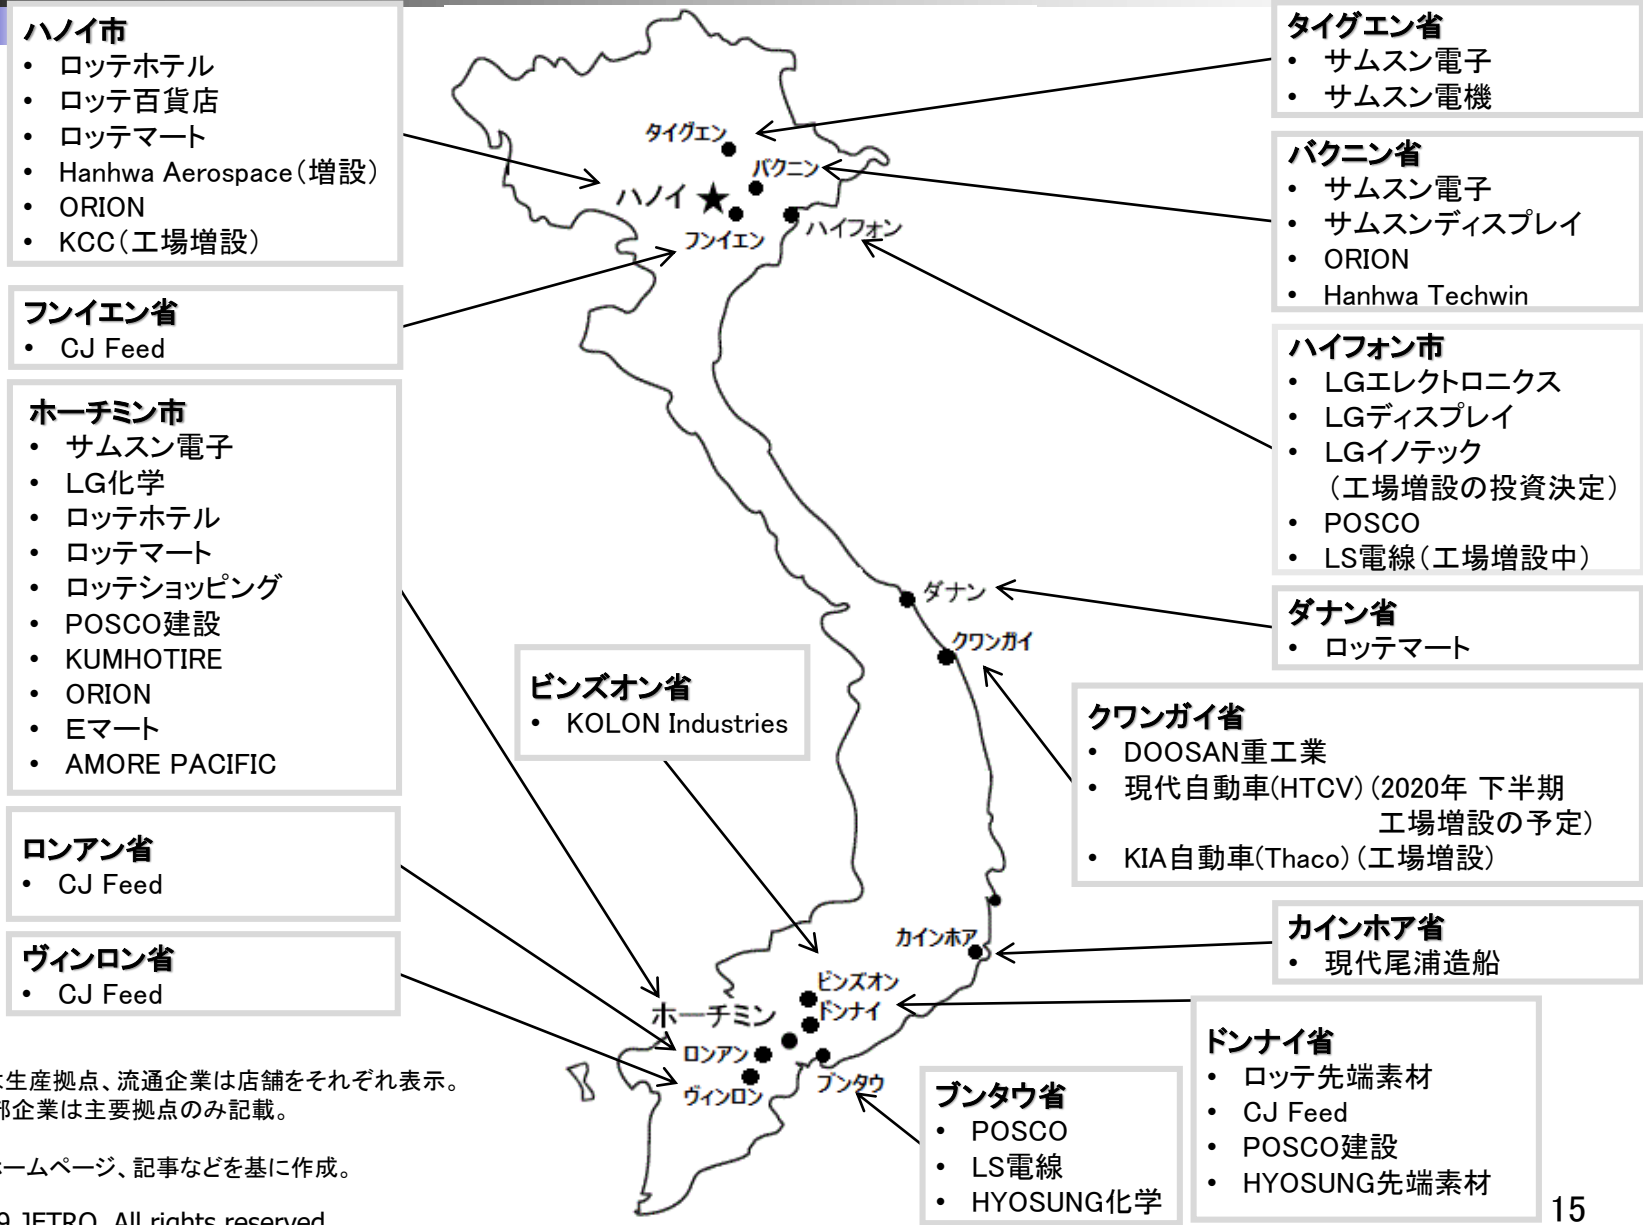 ハノイ市
• ロッテホテル
• ロッテ百貨店
• ロッテマート
• Hanhwa Aerospace(増設)
• ORION
• KCC(工場増設)
フンイエン省
• CJ Feed
ホーチミン市
• サムスン電子
• LG化学
• ロッテホテル
• ロッテマート
• ロッテショッピング
• POSCO建設
• KUMHOTIRE
• ORION
• Eマート
• AMORE PACIFIC
ロンアン省
• CJ Feed
ヴィンロン省
• CJ Feed
ビンズオン省
• KOLON Industries
タイグエン
バクニン
ハノイ
フンイエン
ハイフォン
ダナン
クワンガイ
カインホア
ビンズオン
ドンナイ
ホーチミン
ロンアン
ヴィンロン
ブンタウ
タイグエン省
• サムスン電子
• サムスン電機
バクニン省
• サムスン電子
• サムスンディスプレイ
• ORION
• Hanhwa Techwin
ハイフォン市
• LGエレクトロニクス
• LGディスプレイ
• LGイノテック
(工場増設の投資決定)
• POSCO
• LS電線(工場増設中)
ダナン省
• ロッテマート
クワンガイ省
• DOOSAN重工業
• 現代自動車(HTCV)(2020年 下半期
工場増設の予定)
• KIA自動車(Thaco)(工場増設)
カインホア省
• 現代尾浦造船
ドンナイ省
• ロッテ先端素材
• CJ Feed
• POSCO建設
• HYOSUNG先端素材
ブンタウ省
• POSCO
• LS電線
• HYOSUNG化学
は生産拠点、流通企業は店舗をそれぞれ表示。
部企業は主要拠点のみ記載。
ホームページ、記事などを基に作成。
9 JETRO. All rights reserved
15